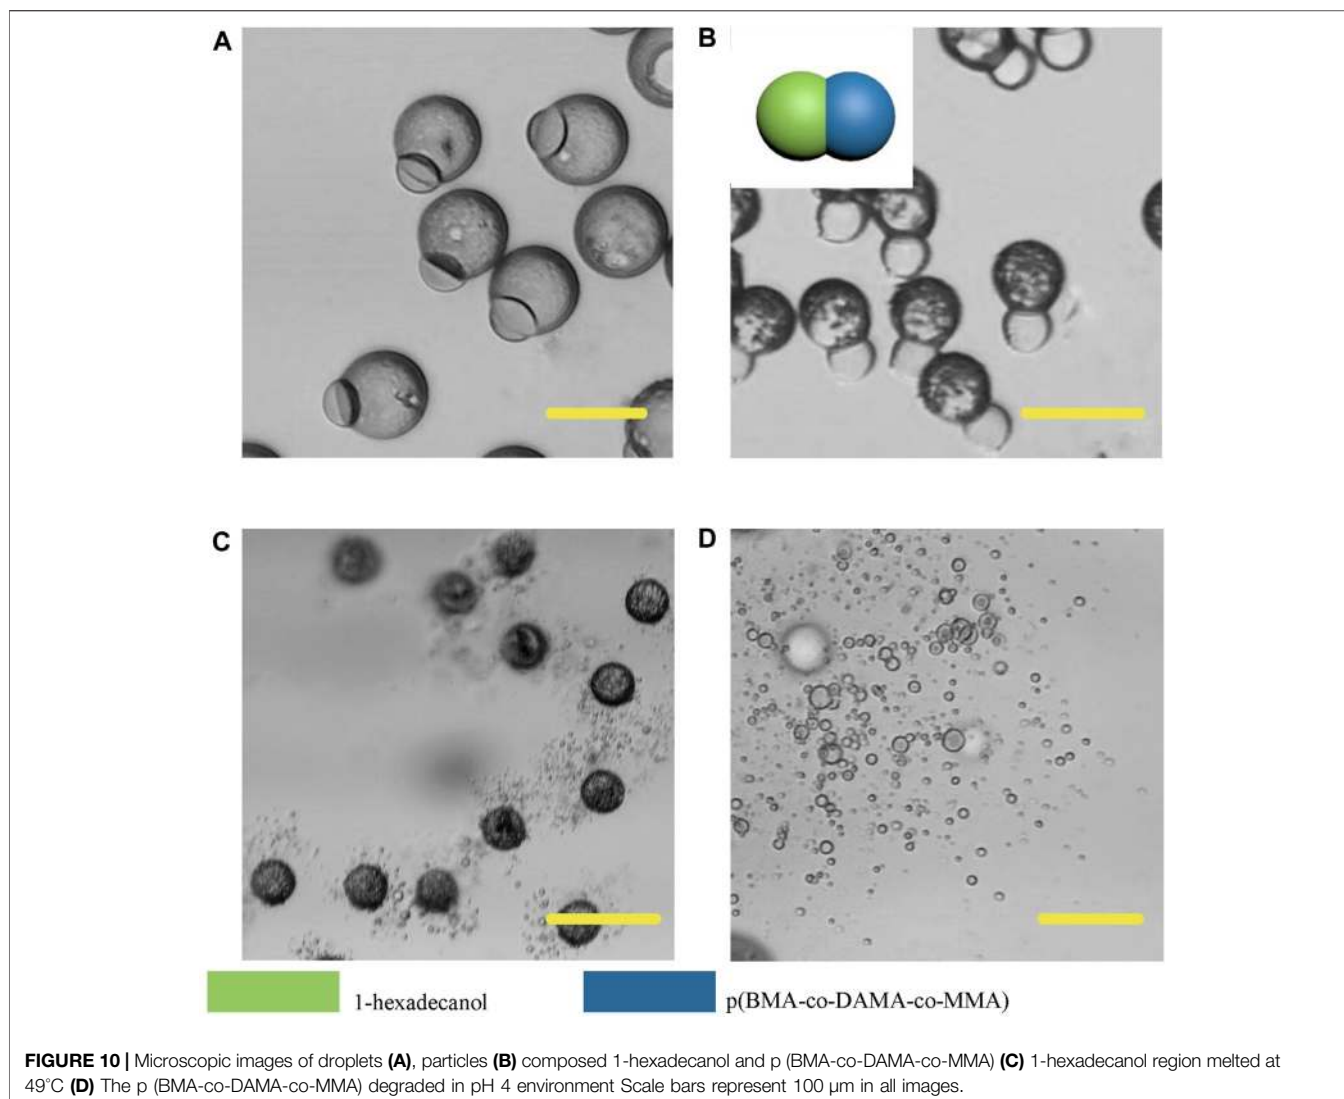 A
B
C
D
1-hexadecanol
p(BMA-co-DAMA-co-MMA)
FIGURE 10 | Microscopic images of droplets (A), particles (B) composed 1-hexadecanol and p (BMA-co-DAMA-co-MMA) (C) 1-hexadecanol region melted at
49°C (D) The p (BMA-co-DAMA-co-MMA) degraded in pH 4 environment Scale bars represent 100 µm in all images.